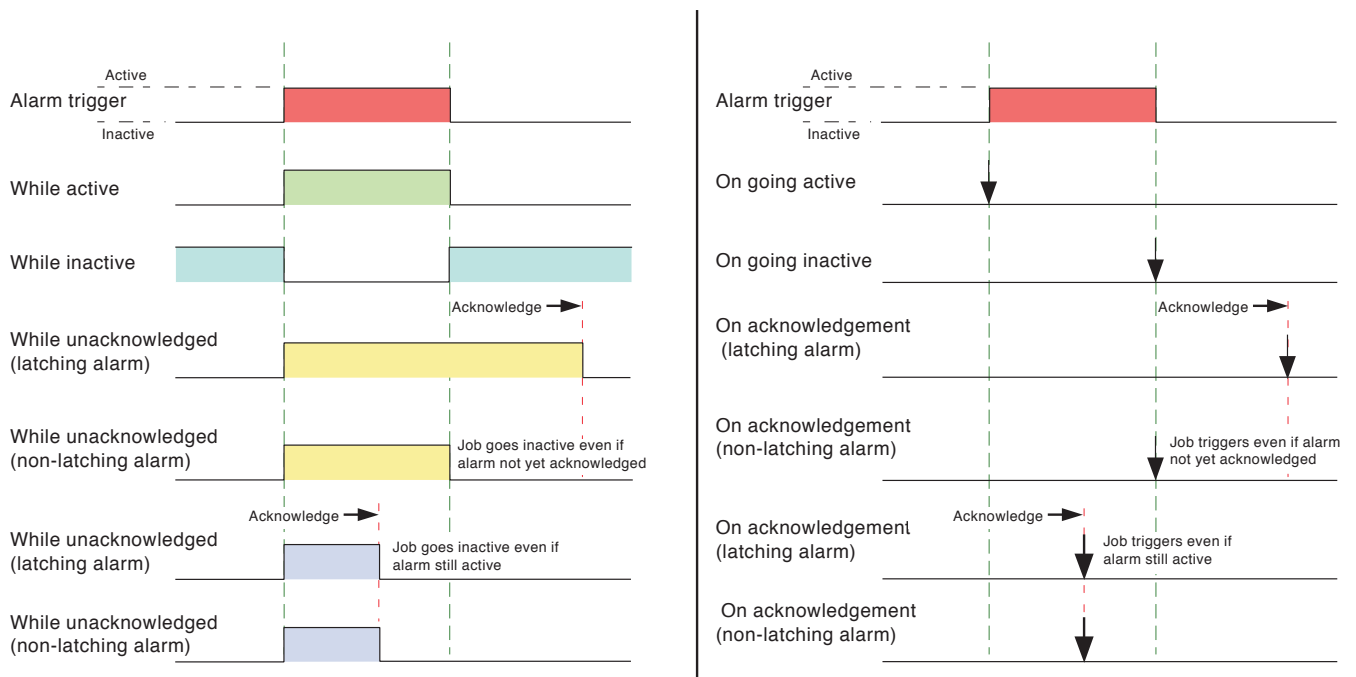 Active
Alarm trigger
Inactive
While active
While inactive
Acknowledge
While unacknowledged
(latching alarm)
While unacknowledged
(non-latching alarm)
Job goes inactive even if
alarm not yet acknowledged
Acknowledge
While unacknowledged
(latching alarm)
Job goes inactive even if
alarm still active
While unacknowledged
(non-latching alarm)
Active
Alarm trigger
Inactive
On going active
On going inactive
Acknowledge
On acknowledgement
(latching alarm)
On acknowledgement
(non-latching alarm)
Job triggers even if alarm
not yet acknowledged
Acknowledge
On acknowledgement
(latching alarm)
Job triggers even if
alarm still active
On acknowledgement
(non-latching alarm)